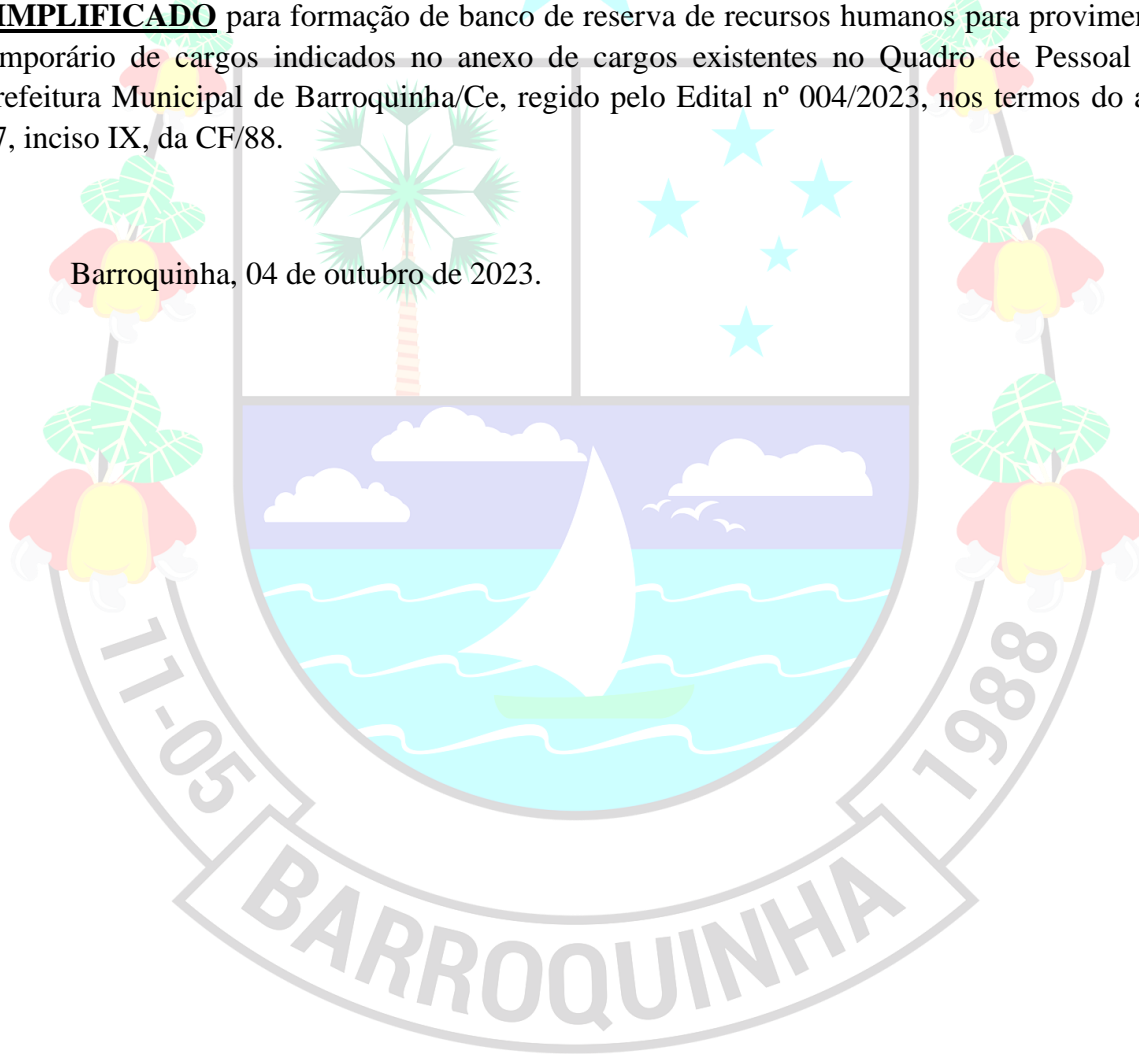 IMPLIFICADO para formação de banco de reserva de recursos humanos para provimen
mporário de cargos indicados no anexo de cargos existentes no Quadro de Pessoal
refeitura Municipal de Barroquinha/Ce, regido pelo Edital nº 004/2023, nos termos do a
7, inciso IX, da CF/88.
Barroquinha, 04 de outubro de 2023.
11-05
1988
BARROQUINHA